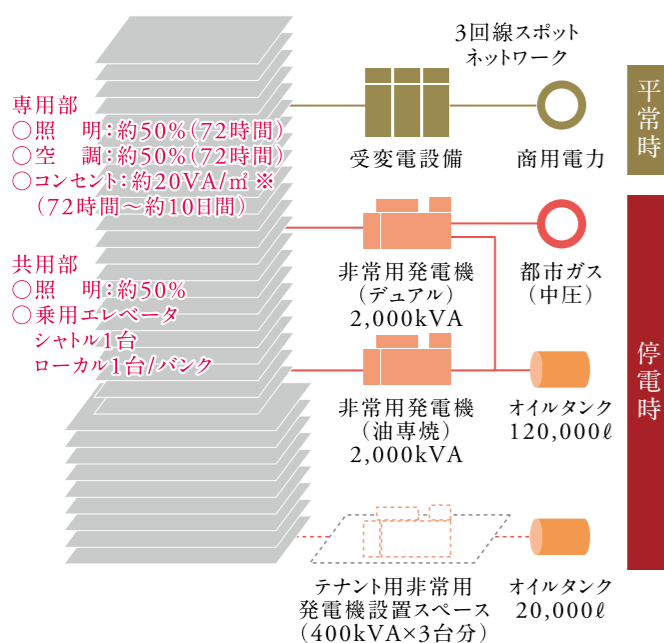 3回線スポット
ネットワーク
平常時
受変電設備
商用電力
専用部
○照　明：約50%（72時間）
○空　調：約50%（72時間）
○コンセント：約20VA/㎡ ※
（72時間～約10日間）
共用部
○照　明：約50%
○乗用エレベータ
シャトル1台
ローカル1台/バンク
停電時
非常用発電機
（デュアル）
2,000kVA
都市ガス
（中圧）
非常用発電機
（油専焼）
2,000kVA
オイルタンク
120,000ℓ
テナント用非常用
発電機設置スペース
（400kVA×3台分）
オイルタンク
20,000ℓ